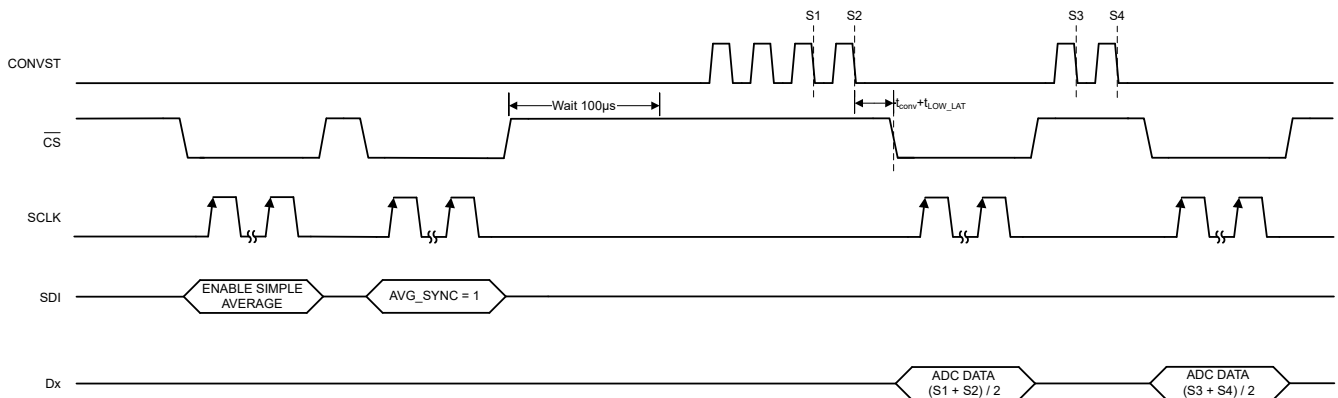 S1 S2 S3 S4
CONVST
Wait 100µs
tconv+tLOW_LAT
CS
SCLK
ENABLE SIMPLE
AVERAGE
AVG_SYNC = 1
SDI
ADC DATA
(S1 + S2) / 2
ADC DATA
(S3 + S4) / 2
Dx